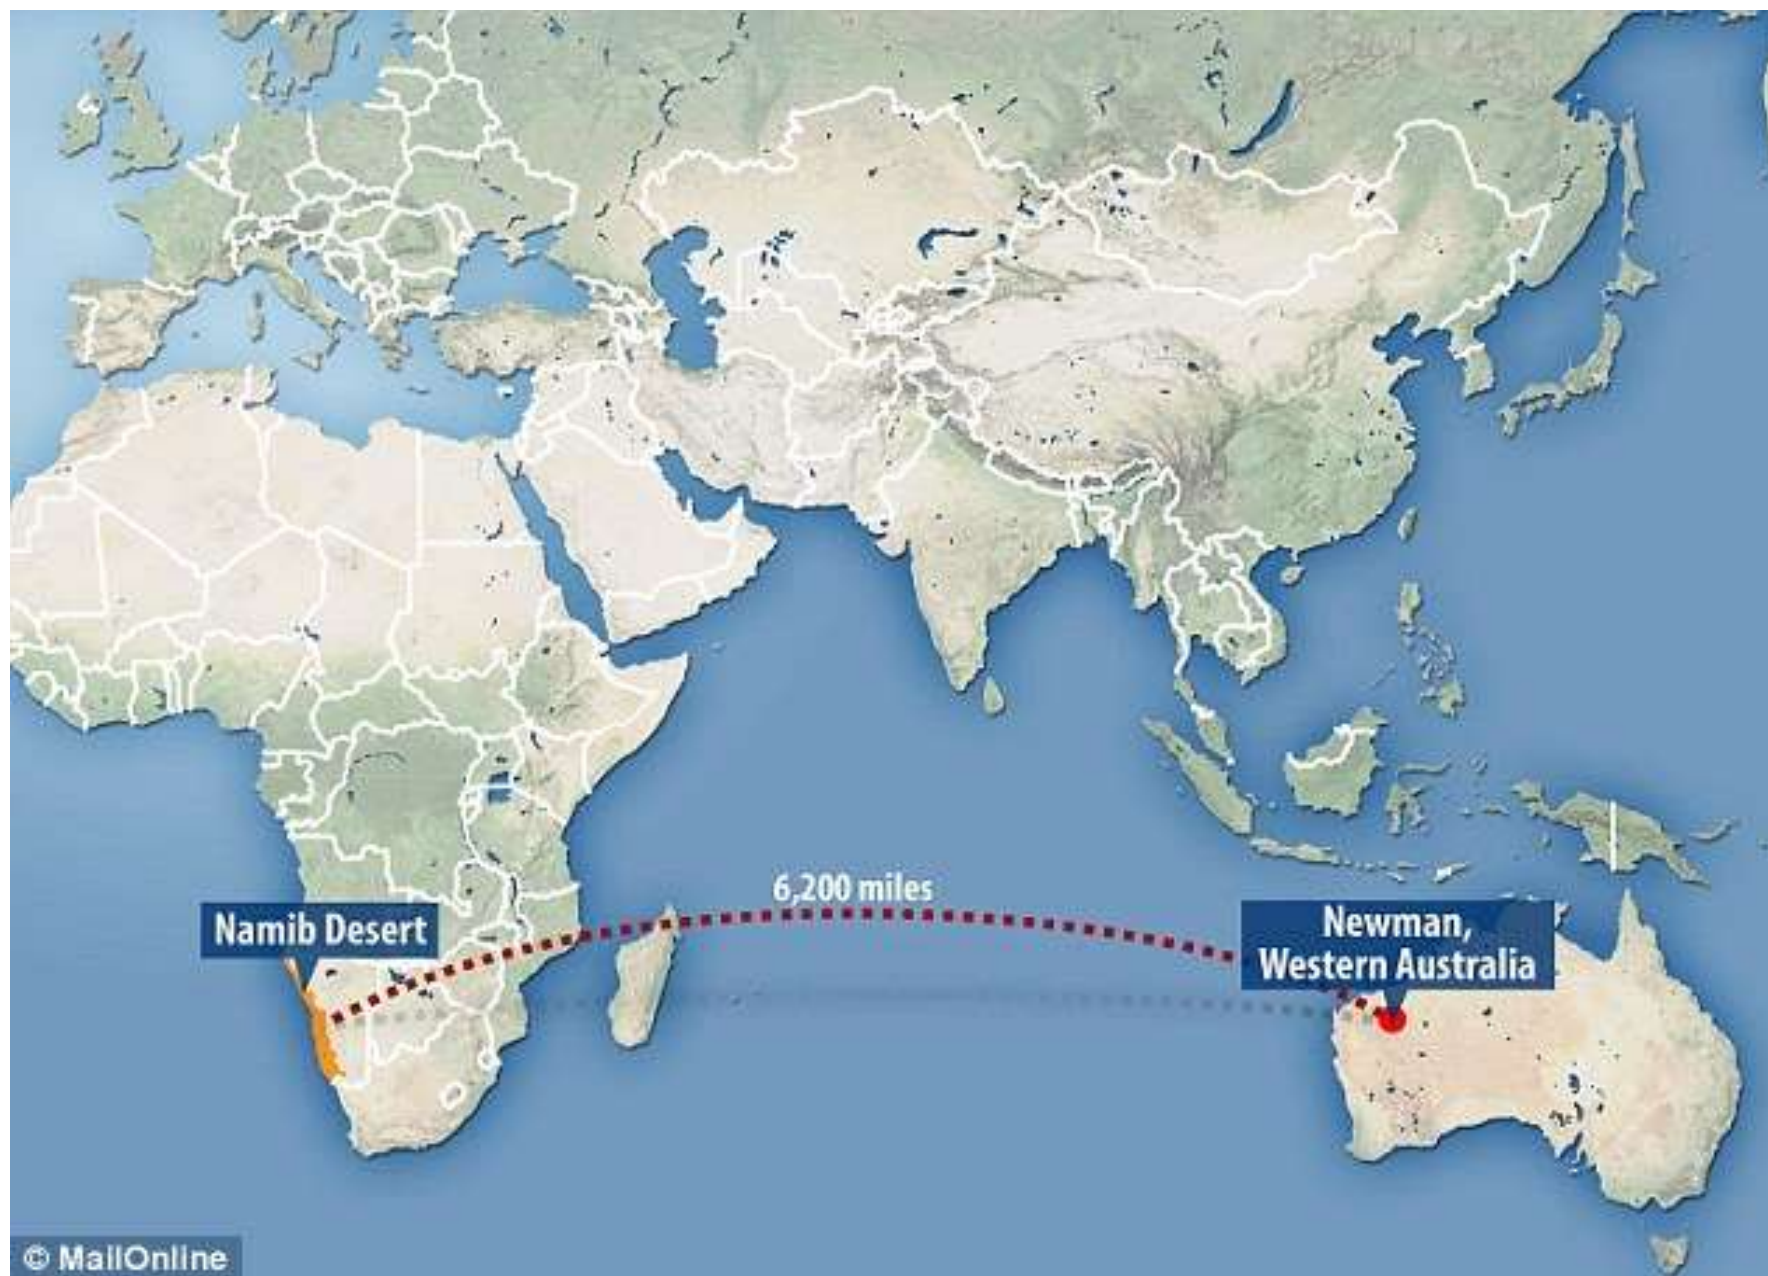 6,200 miles
Namib Desert
Newman,
Western Australia
© MailOnline